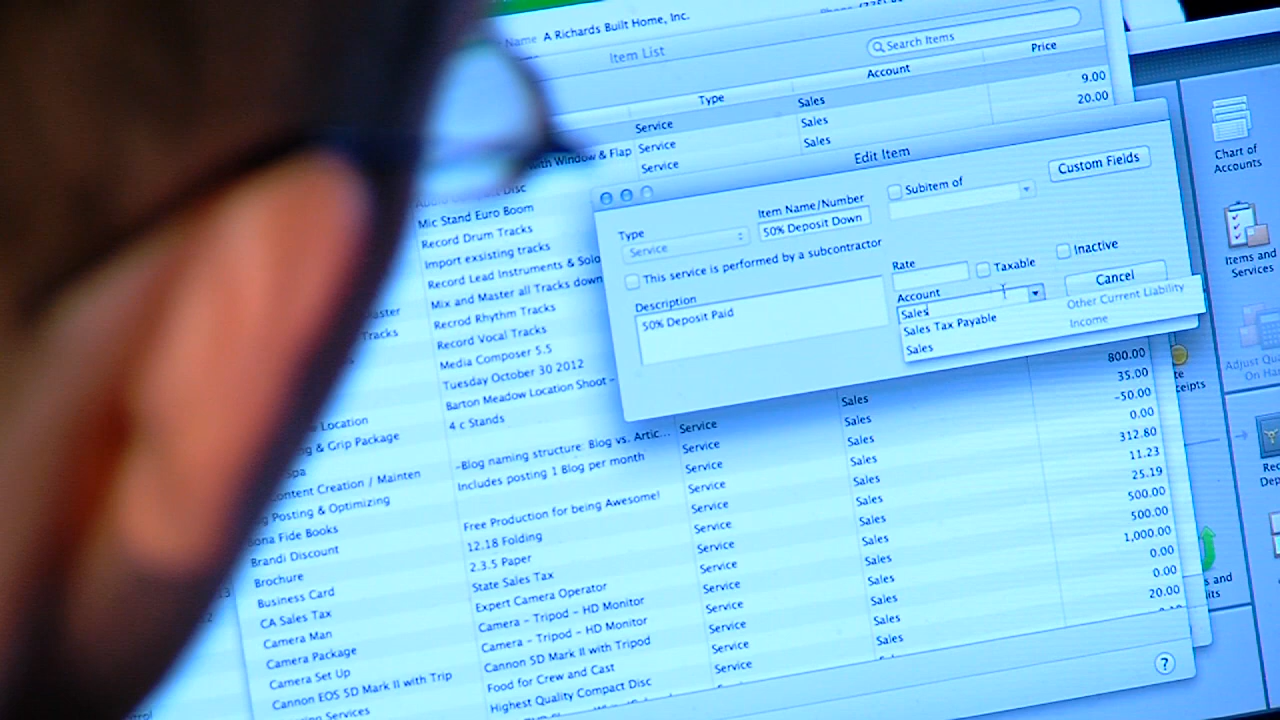 Name A Richards Built Home, Inc.
Item List
Search Items
Type
Account
Price
Service
Sales
9.00
with Window & Flap
Service
Sales
20.00
Service
Sales
Disc
Mic Stand Euro Boom
Record Drum Tracks
Import exsisting tracks
Record Lead Instruments & Solo
Mix and Master all Tracks down
Tracks
Recrod Rhythm Tracks
Record Vocal Tracks
Media Composer 5.5
Tuesday October 30 2012
Location
Barton Meadow Location Shoot -
& Grip Package
4 c Stands
Edit Item
Type
Service
Item Name/Number
50% Deposit Down
Subitem of
Custom Fields
This service is performed by a subcontractor
Description
50% Deposit Paid
Rate
Taxable
Inactive
Account
Cancel
Sales
Sales Tax Payable
Other Current Liability
Sales
Income
800.00
35.00
Sales
-50.00
Service
Sales
0.00
Content Creation / Mainten
-Blog naming structure: Blog vs. Artic...
Service
Sales
312.80
Posting & Optimizing
Includes posting 1 Blog per month
Service
Sales
11.23
Bona Fide Books
Service
Sales
25.19
Brandi Discount
Free Production for being Awesome!
Service
Sales
500.00
Brochure
12.18 Folding
Service
Sales
500.00
Business Card
2.3.5 Paper
Service
Sales
1,000.00
CA Sales Tax
State Sales Tax
Service
Sales
0.00
Camera Man
Expert Camera Operator
Service
Sales
0.00
Camera Package
Camera - Tripod - HD Monitor
Service
Sales
20.00
Camera Set Up
Camera - Tripod - HD Monitor
Service
Sales
Cannon EOS 5D Mark II with Trip
Cannon 5D Mark II with Tripod
Service
Sales
Services
Food for Crew and Cast
Service
Highest Quality Compact Disc
?
Chart of
Accounts
Items and
Services
Adjust Qu
On Ha